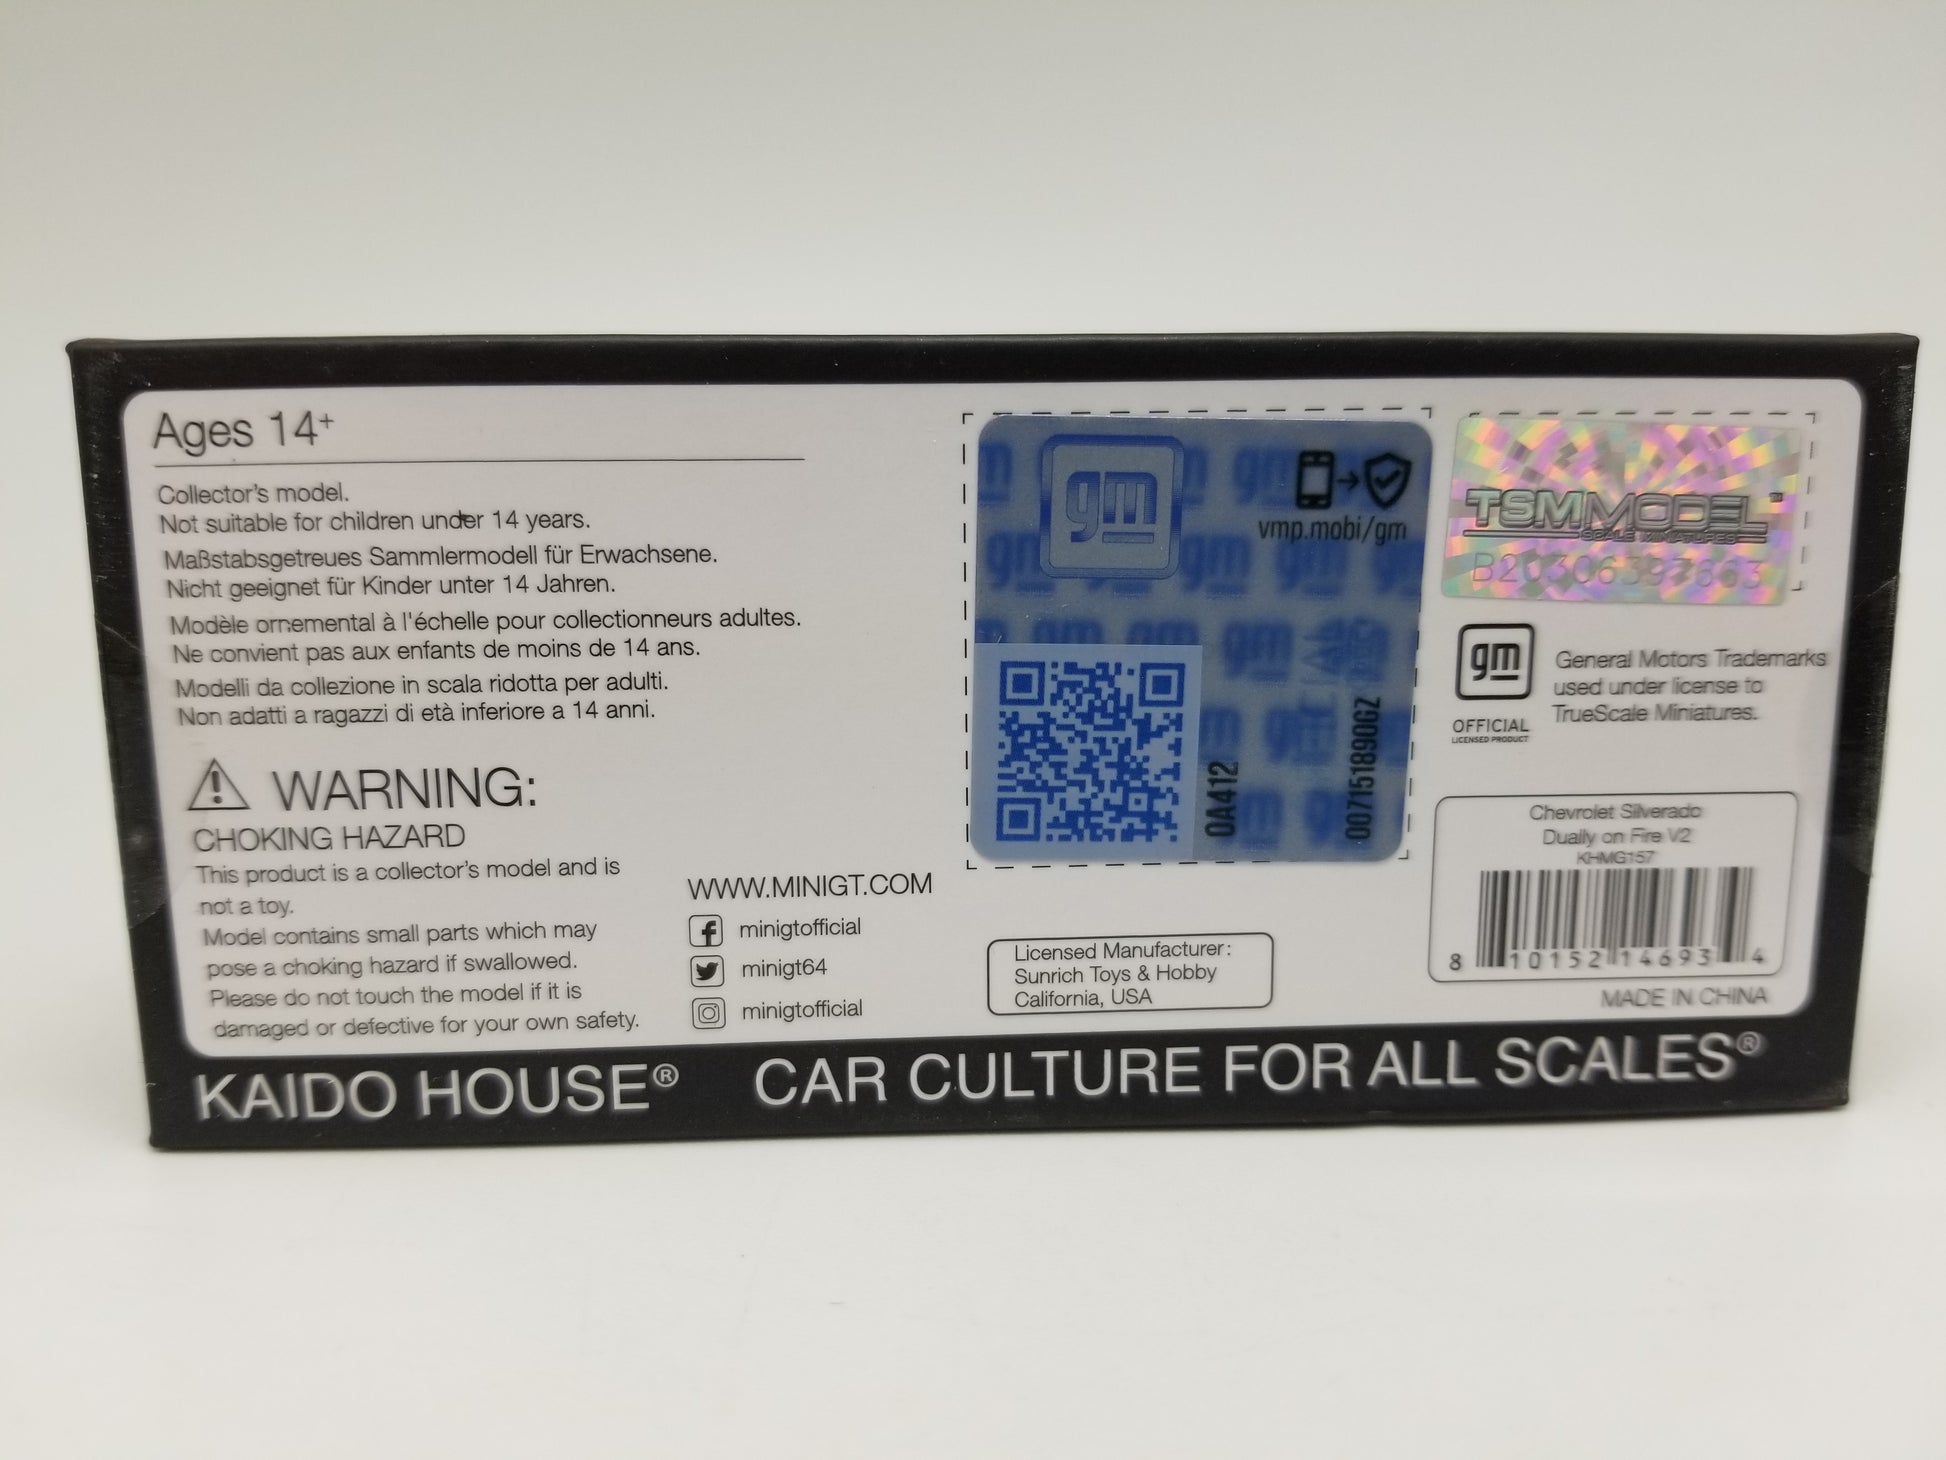 Ages 14+
Collector's model.
Not suitable for children under 14 years.
Maßstabsgetreues Sammlermodell für Erwachsene.
Nicht geeignet für Kinder unter 14 Jahren.
Modèle ornemental à l'échelle pour collectionneurs adultes.
Ne convient pas aux enfants de moins de 14 ans.
Modelli da collezione in scala ridotta per adulti.
Non adatti a ragazzi di età inferiore a 14 anni.
WARNING:
CHOKING HAZARD
This product is a collector's model and is
not a toy.
Model contains small parts which may
pose a choking hazard if swallowed.
Please do not touch the model if it is
damaged or defective for your own safety.
WWW.MINIGT.COM
minigtofficial
minigt64
minigtofficial
gm
vmp.mobi/gm
0A412
007151890GZ
Licensed Manufacturer:
Sunrich Toys & Hobby
California, USA
TSMMODEL
SCALE MINIATURES
gm
OFFICIAL
LICENSED PRODUCT
General Motors Trademarks
used under license to
TrueScale Miniatures.
Chevrolet Silverado
Dually on Fire V2
KHMG157
8 10152 14693 4
MADE IN CHINA
KAIDO HOUSE® CAR CULTURE FOR ALL SCALES®